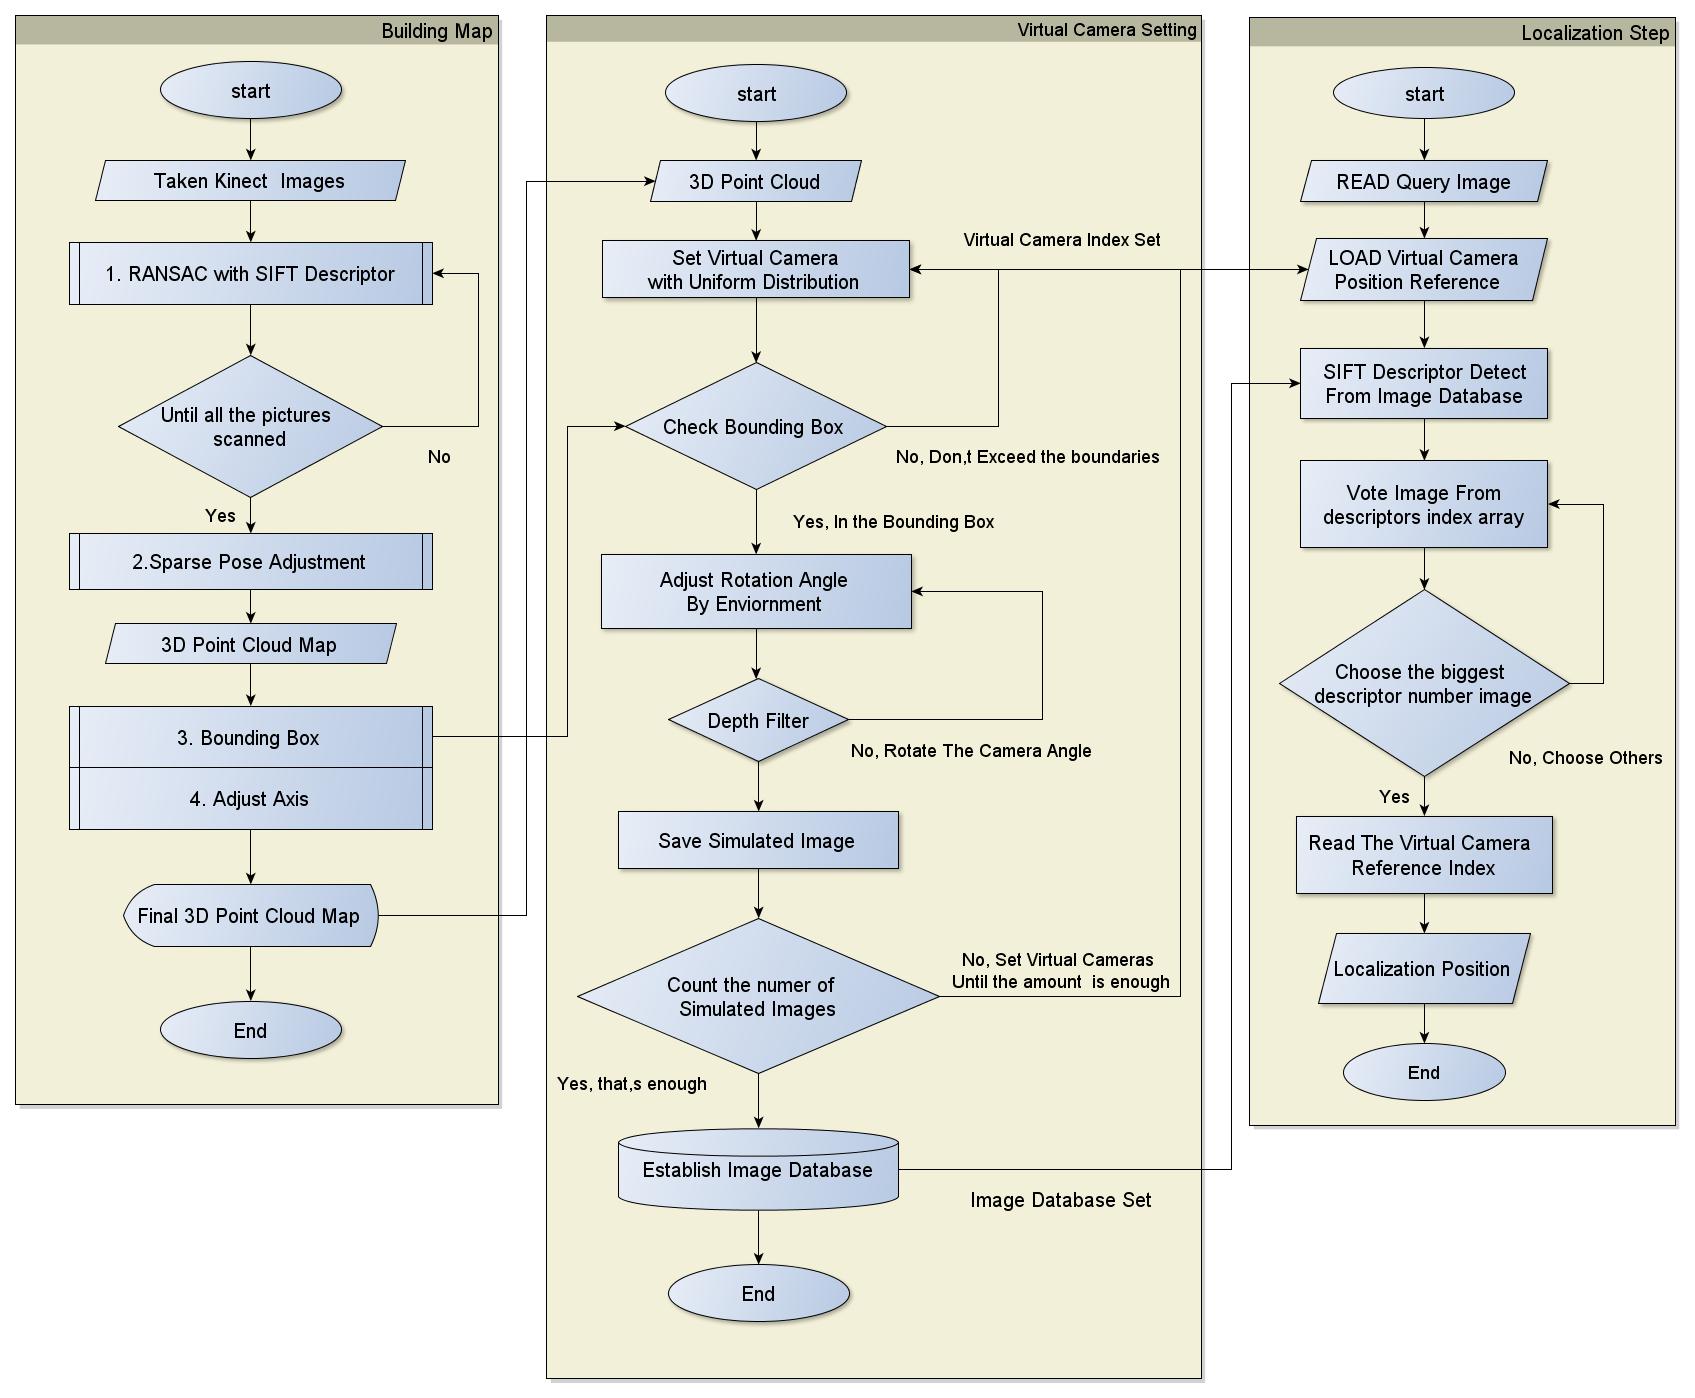 Building Map
start
Taken Kinect  Images
1. RANSAC with SIFT Descriptor
Until all the pictures
scanned
No
Yes
2.Sparse Pose Adjustment
3D Point Cloud Map
3. Bounding Box
4. Adjust Axis
Final 3D Point Cloud Map
End
Virtual Camera Setting
start
3D Point Cloud
Set Virtual Camera
with Uniform Distribution
Virtual Camera Index Set
Check Bounding Box
No, Don,t Exceed the boundaries
Yes, In the Bounding Box
Adjust Rotation Angle
By Enviornment
Depth Filter
No, Rotate The Camera Angle
Save Simulated Image
Count the numer of
Simulated Images
No, Set Virtual Cameras
Until the amount  is enough
Yes, that,s enough
Establish Image Database
Image Database Set
End
Localization Step
start
READ Query Image
LOAD Virtual Camera
Position Reference
SIFT Descriptor Detect
From Image Database
Vote Image From
descriptors index array
Choose the biggest
descriptor number image
No, Choose Others
Yes
Read The Virtual Camera
Reference Index
Localization Position
End